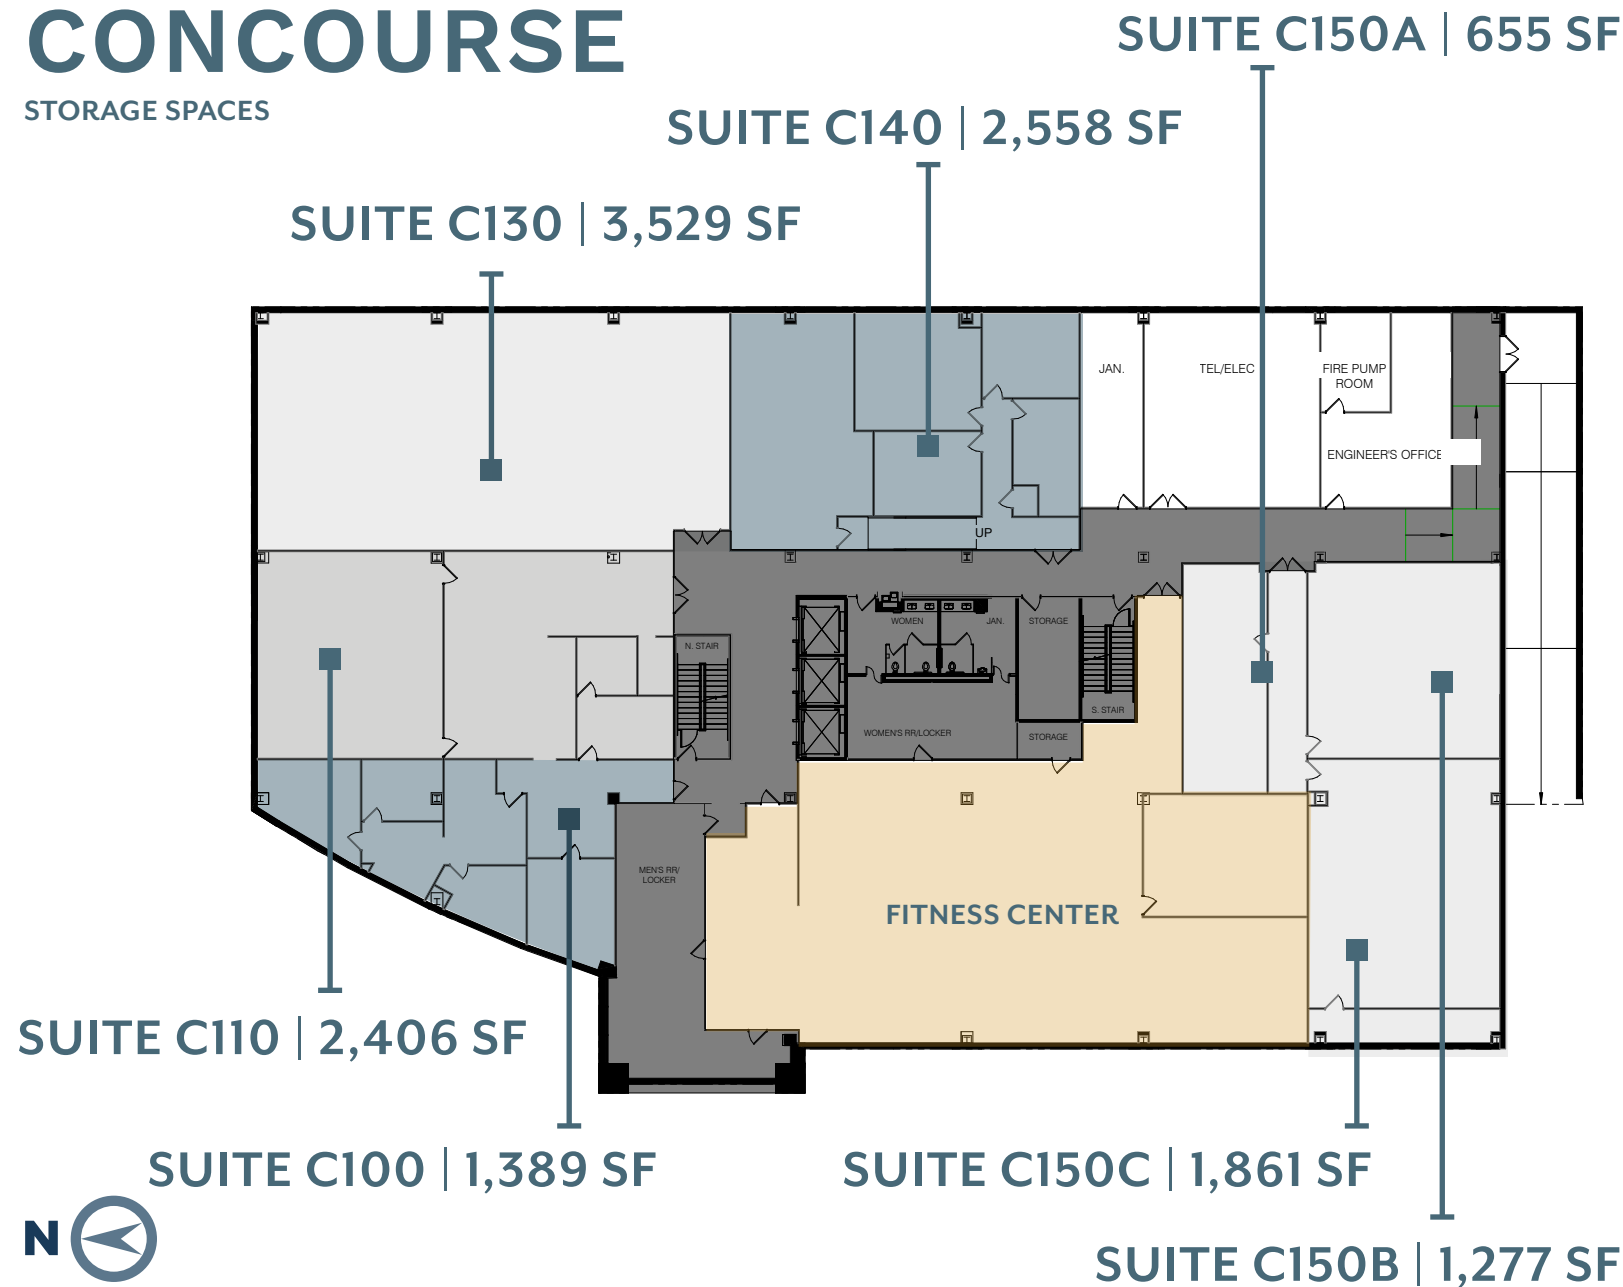 CONCOURSE
STORAGE SPACES
SUITE C150A | 655 SF
SUITE C140 | 2,558 SF
SUITE C130 | 3,529 SF
JAN.
TEL/ELEC
FIRE PUMP
ROOM
ENGINEER'S OFFICE
UP
WOMEN
JAN.
STORAGE
N. STAIR
S. STAIR
WOMEN'S RR/LOCKER
STORAGE
MEN'S RR/
LOCKER
FITNESS CENTER
SUITE C110 | 2,406 SF
SUITE C100 | 1,389 SF
SUITE C150C | 1,861 SF
N
SUITE C150B | 1,277 SF